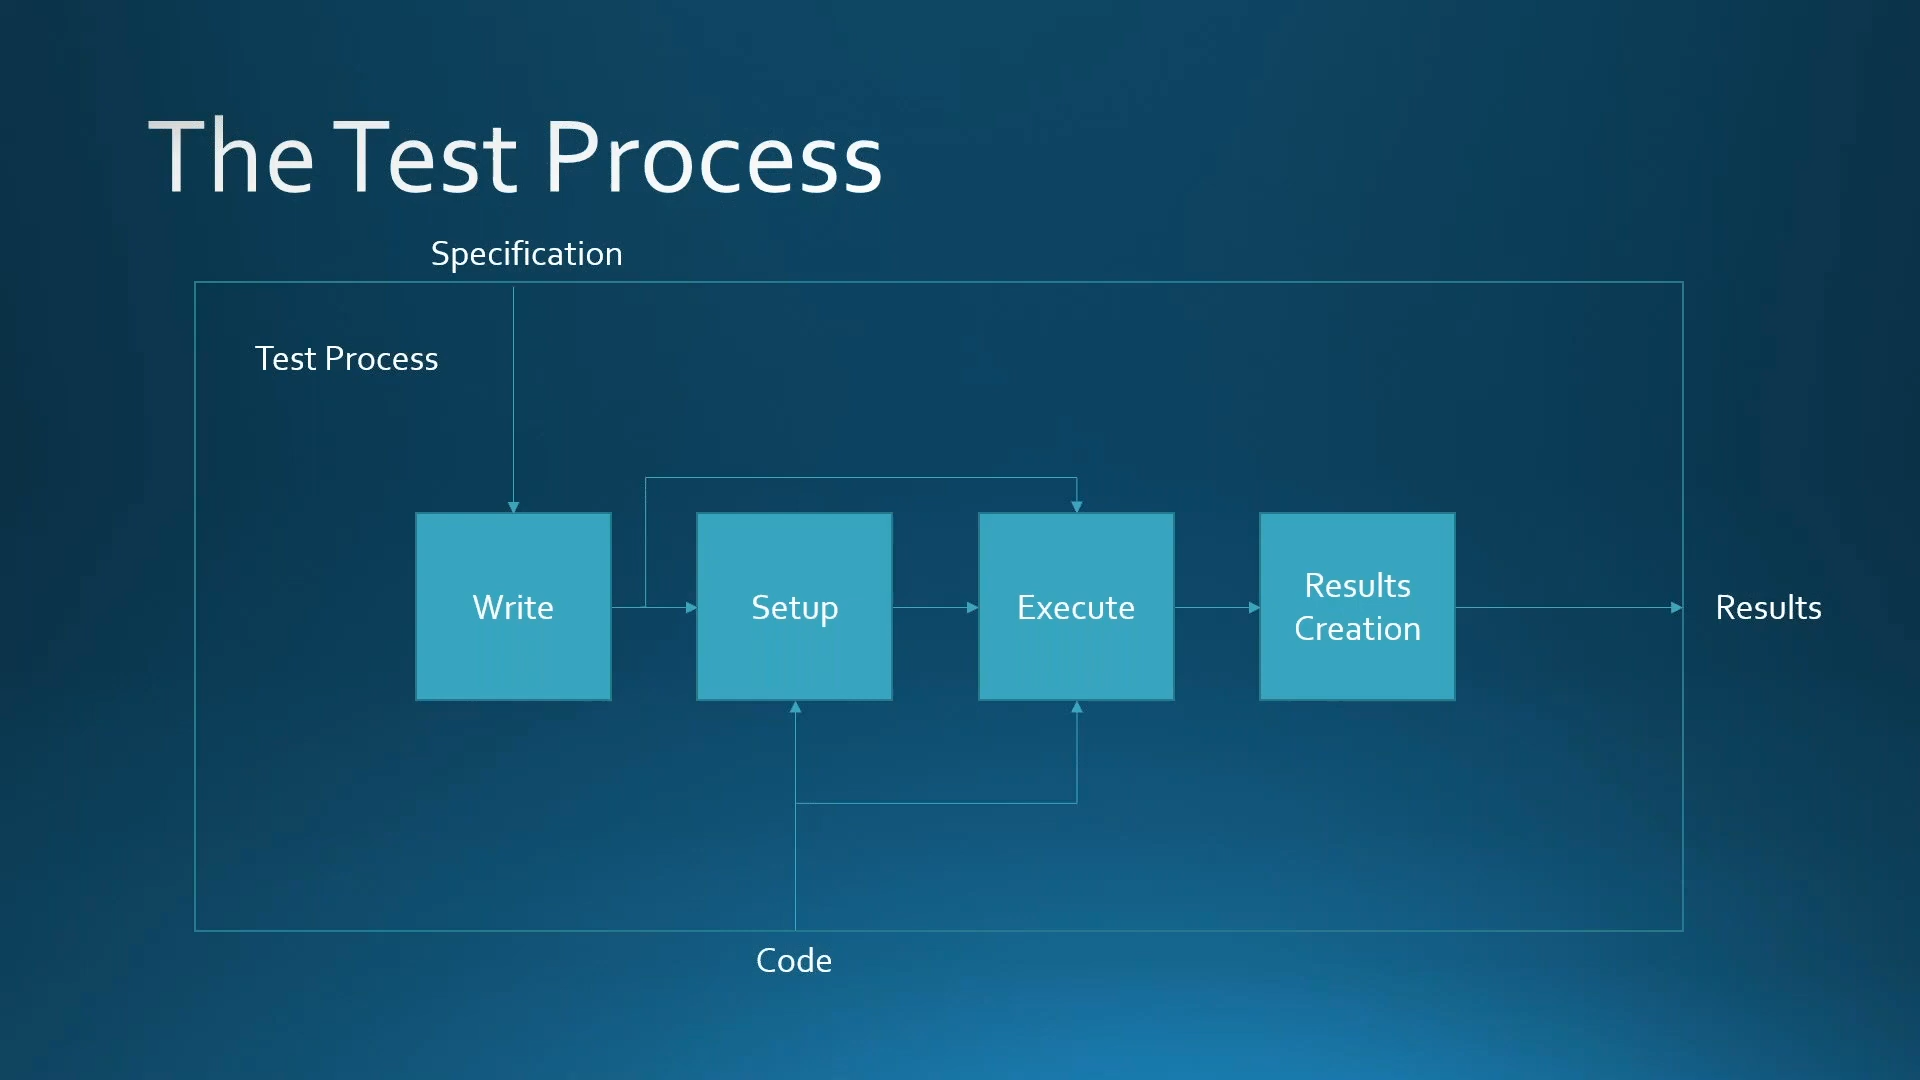 The Test Process
Specification
Test Process
Write
Setup
Execute
Results
Creation
Results
Code